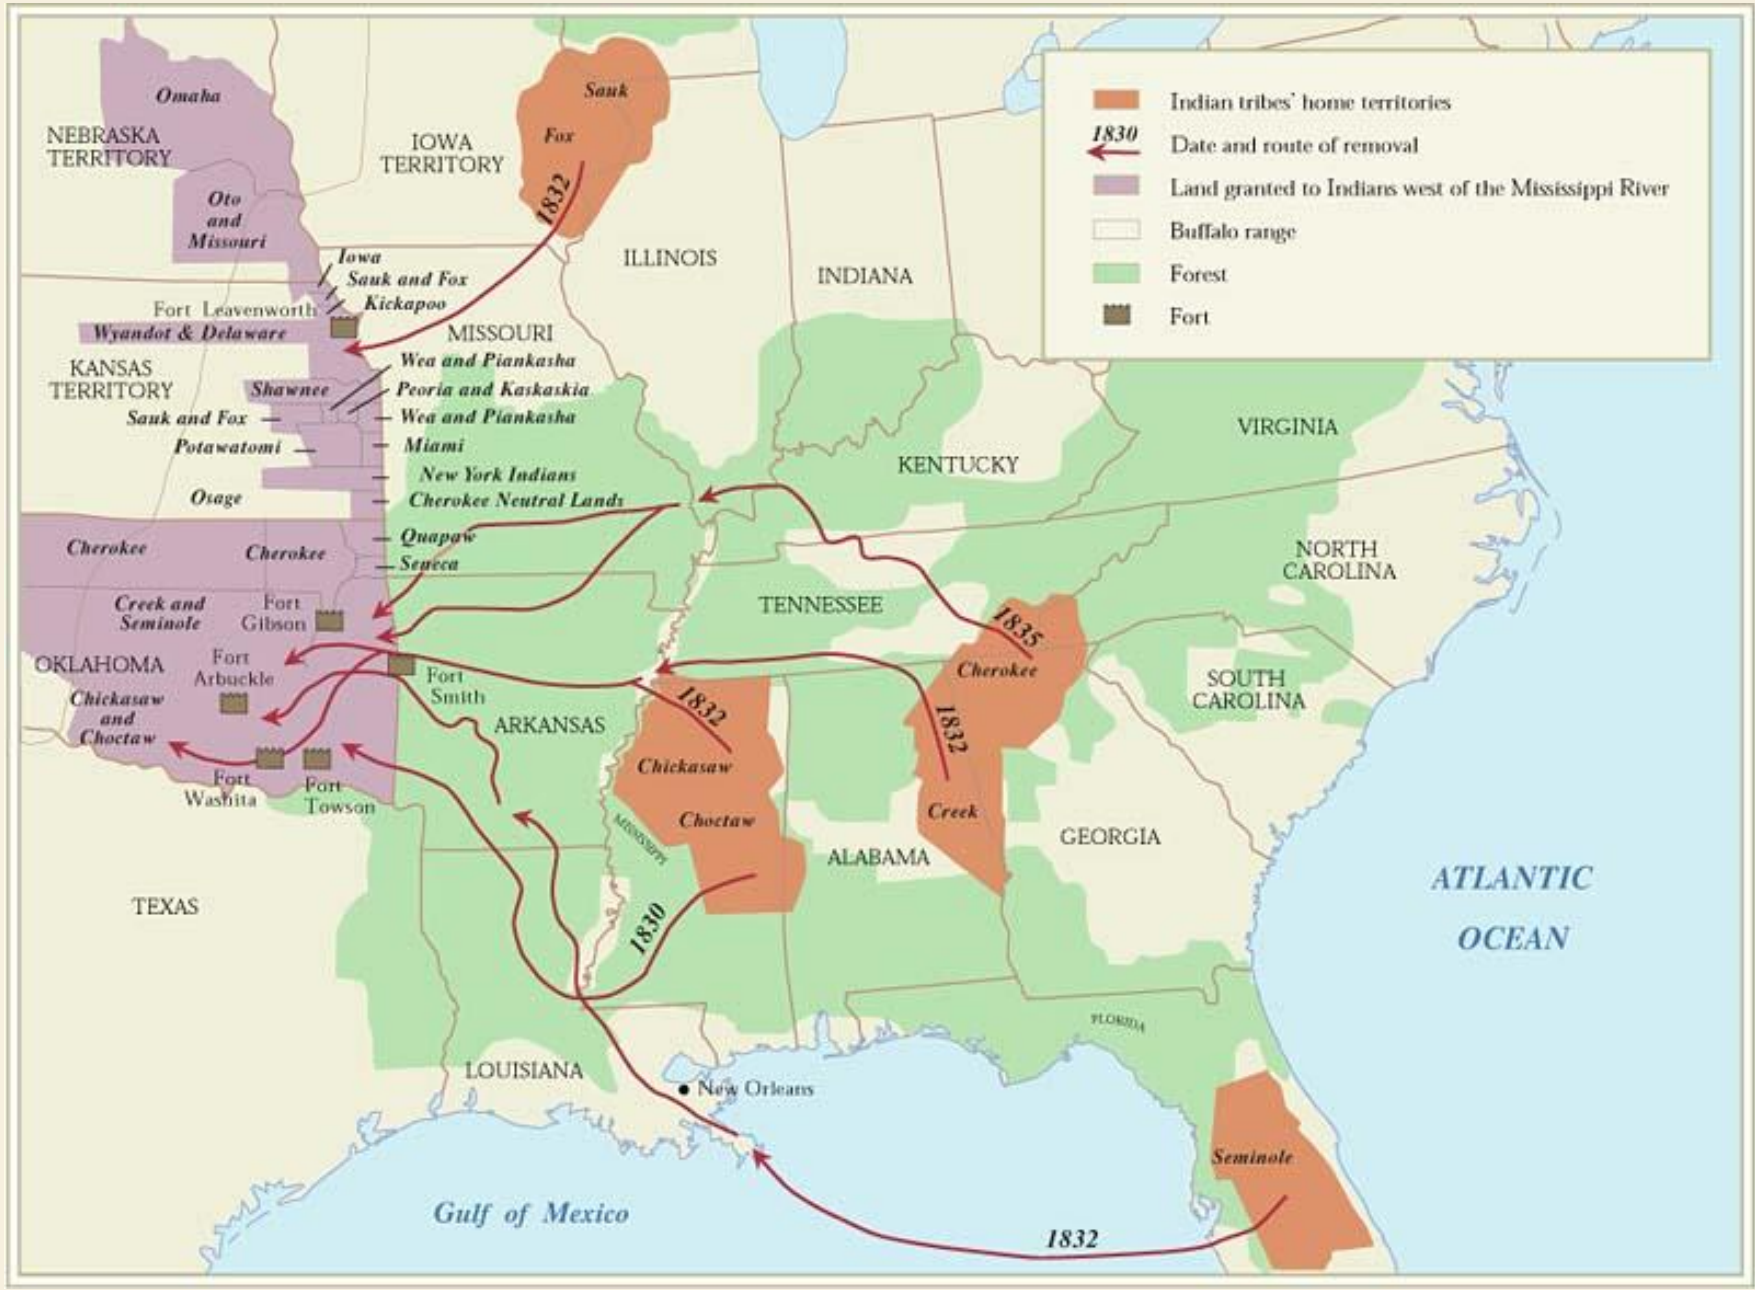 Indian tribes' home territories
1830
Date and route of removal
Land granted to Indians west of the Mississippi River
Buffalo range
Forest
Fort
Omaha
NEBRASKA
TERRITORY
Oto
and
Missouri
IOWA
TERRITORY
Sauk
Fox
1832
ILLINOIS
INDIANA
Iowa
Sauk and Fox
Kickapoo
Fort Leavenworth
Wyandot & Delaware
MISSOURI
KANSAS
TERRITORY
Shawnee
Wea and Piankasha
Peoria and Kaskaskia
Sauk and Fox
Wea and Piankasha
Potawatomi
Miami
New York Indians
Osage
Cherokee Neutral Lands
Quapaw
Seneca
Cherokee
Cherokee
KENTUCKY
VIRGINIA
NORTH
CAROLINA
TENNESSEE
Creek and
Seminole
Fort
Gibson
OKLAHOMA
Fort
Arbuckle
Fort
Smith
Chickasaw
and
Choctaw
Fort
Washita
Fort
Towson
ARKANSAS
1832
Chickasaw
Choctaw
MISSISSIPPI
1835
Cherokee
1832
Creek
SOUTH
CAROLINA
ALABAMA
GEORGIA
TEXAS
1830
ATLANTIC
OCEAN
FLORIDA
LOUISIANA
New Orleans
Seminole
Gulf of Mexico
1832